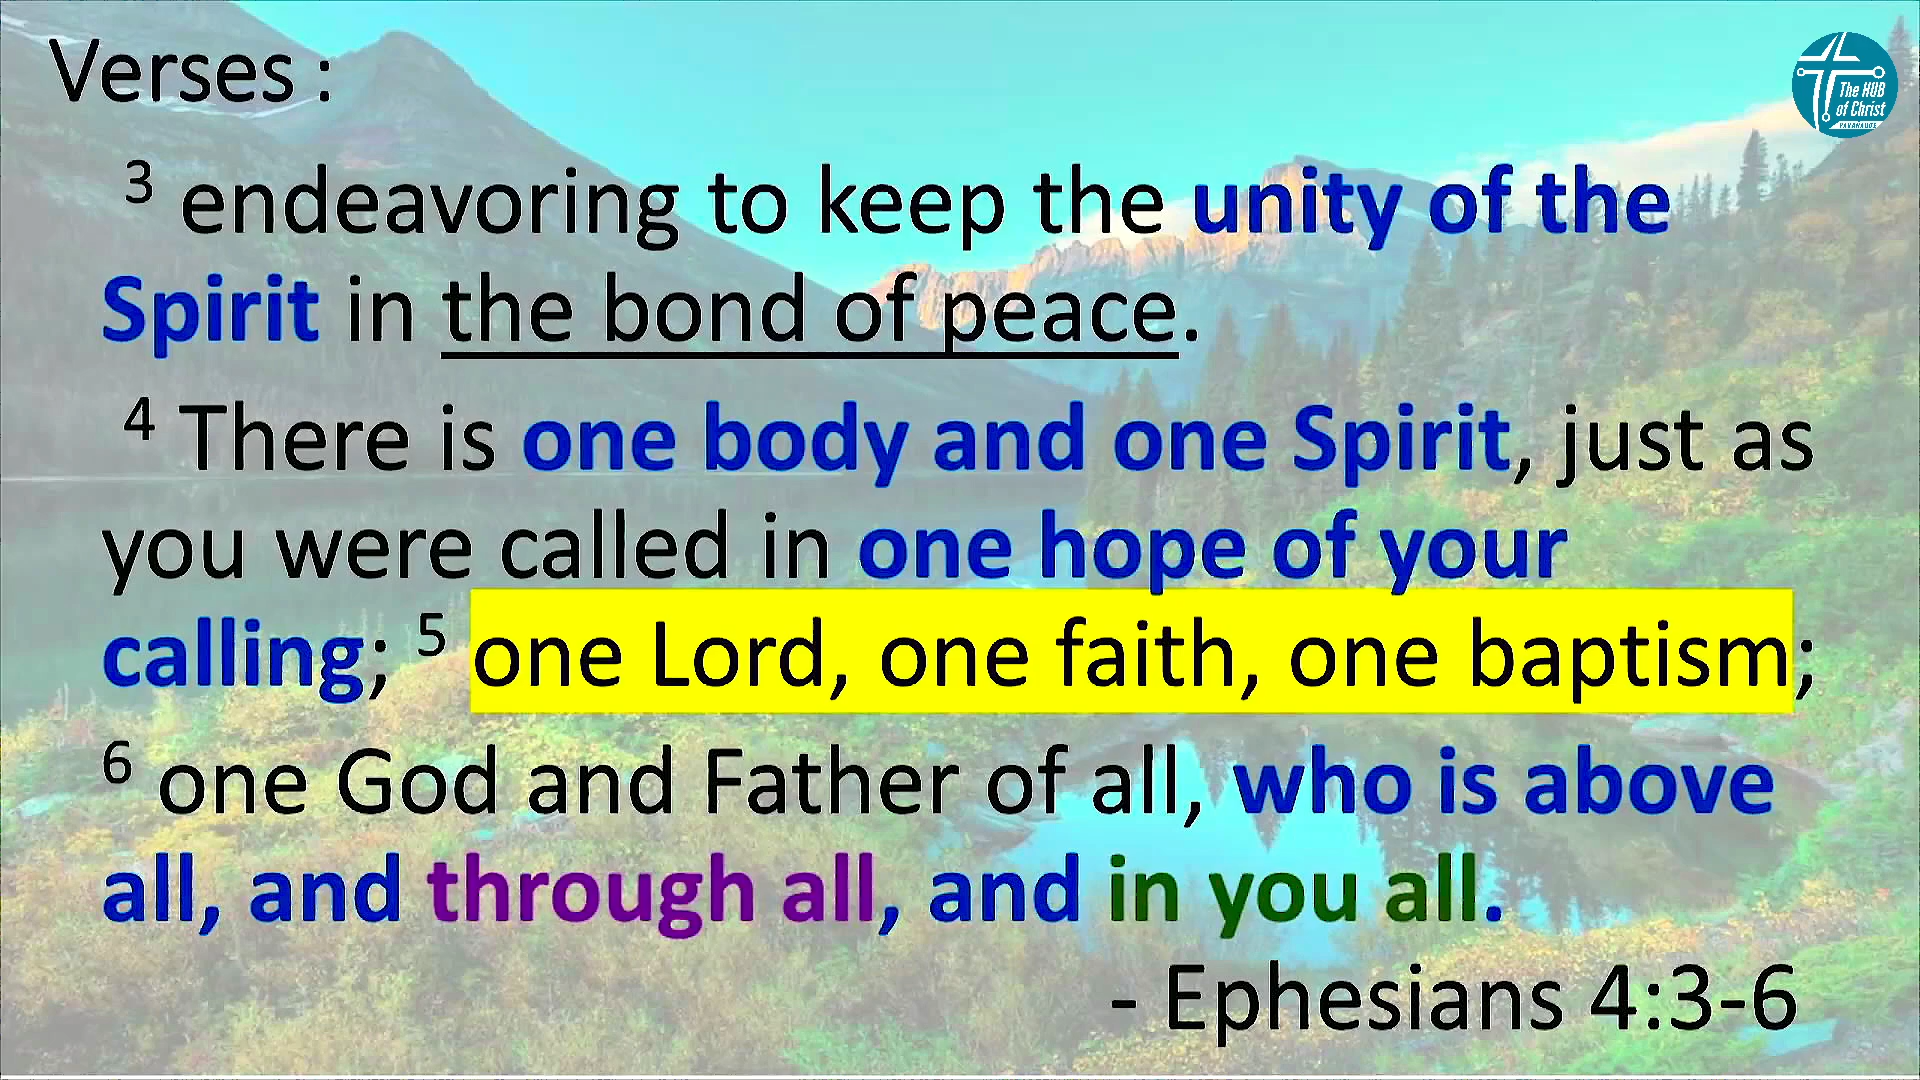 Verses :
The HUB
of Christ
3 endeavoring to keep the unity of the
Spirit in the bond of peace.
4 There is one body and one Spirit, just as
you were called in one hope of your
calling; 5 one Lord, one faith, one baptism;
6 one God and Father of all, who is above
all, and through all, and in you all.
- Ephesians 4:3-6